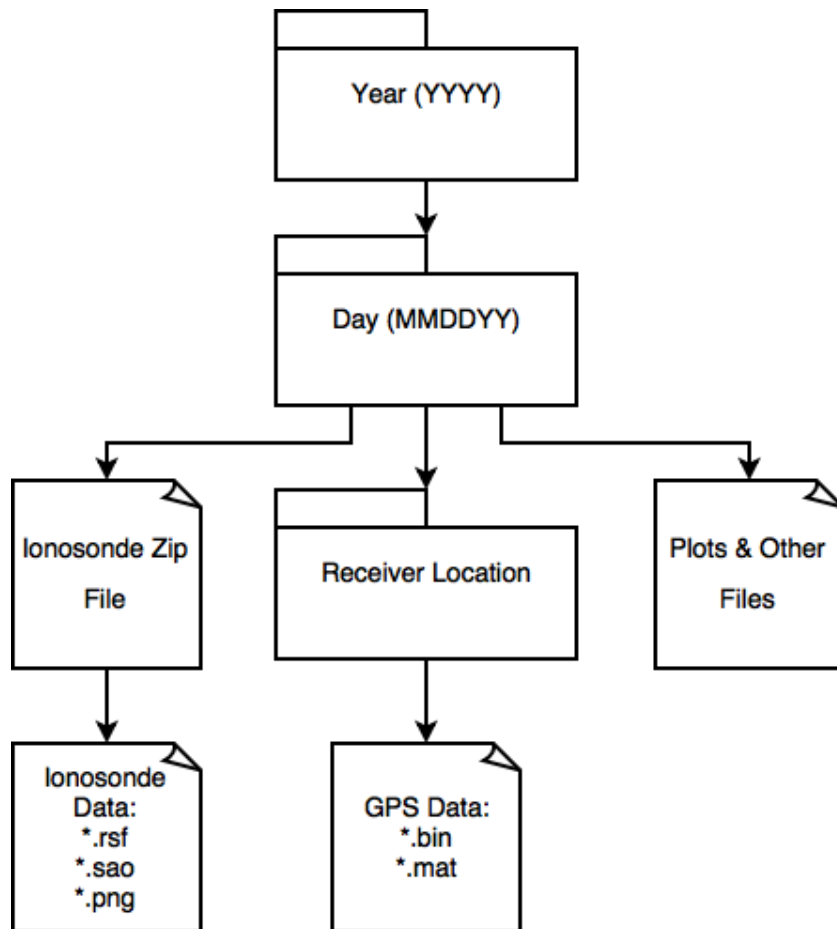 Year (YYYY)
Day (MMDDYY)
Ionosonde Zip
File
Receiver Location
Plots & Other
Files
Ionosonde
Data:
*.rsf
*.sao
*.png
GPS Data:
*.bin
*.mat